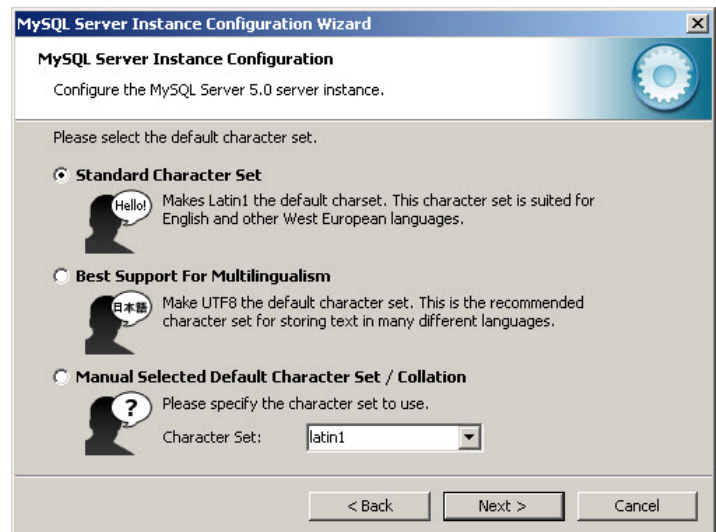 MySQL Server Instance Configuration Wizard
MySQL Server Instance Configuration
Configure the MySQL Server 5.0 server instance.
Please select the default character set.
Standard Character Set
Hello!
Makes Latin1 the default charset. This character set is suited for
English and other West European languages.
Best Support For Multilingualism
日本語
Make UTF8 the default character set. This is the recommended
character set for storing text in many different languages.
Manual Selected Default Character Set / Collation
?
Please specify the character set to use.
Character Set: latin1
< Back Next > Cancel